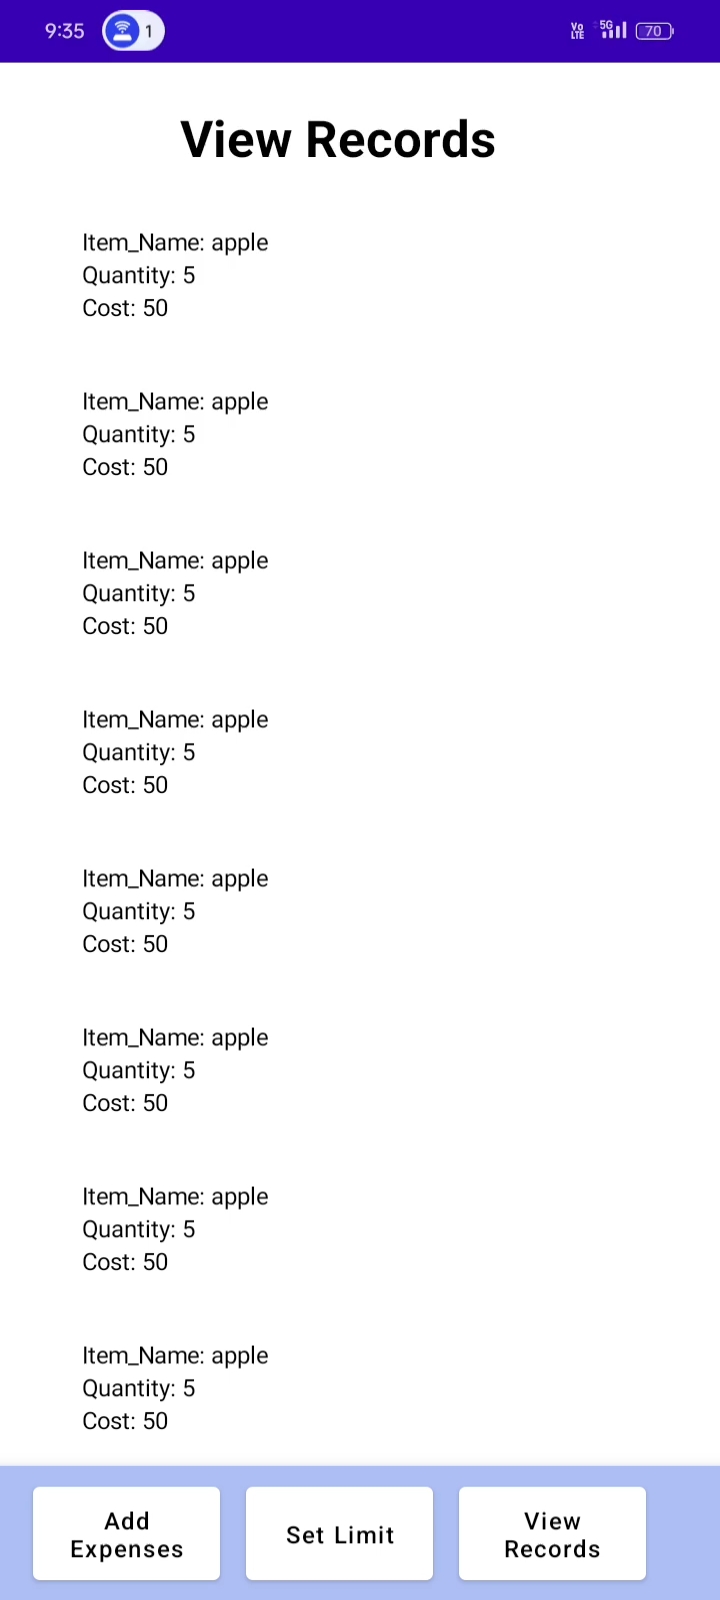 9:35 1 Vo LTE 5G 70
View Records
Item_Name: apple
Quantity: 5
Cost: 50
Item_Name: apple
Quantity: 5
Cost: 50
Item_Name: apple
Quantity: 5
Cost: 50
Item_Name: apple
Quantity: 5
Cost: 50
Item_Name: apple
Quantity: 5
Cost: 50
Item_Name: apple
Quantity: 5
Cost: 50
Item_Name: apple
Quantity: 5
Cost: 50
Item_Name: apple
Quantity: 5
Cost: 50
Add
Expenses
Set Limit
View
Records